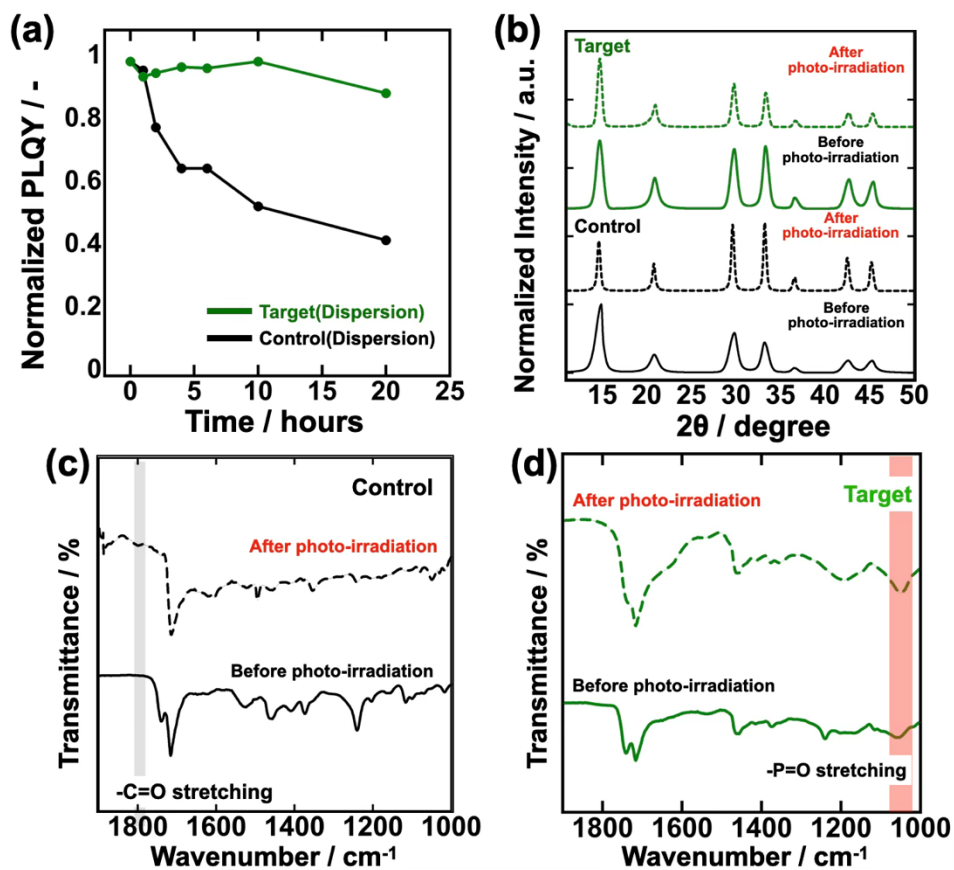 (a)
Normalized PLQY / -
1
0.8
0.6
0.4
0.2
0
Target(Dispersion)
Control(Dispersion)
0 5 10 15 20 25
Time / hours
(b)
Normalized Intensity / a.u.
Target
After
photo-irradiation
Before
photo-irradiation
Control
After
photo-irradiation
Before
photo-irradiation
15 20 25 30 35 40 45 50
2θ / degree
(c)
Transmittance / %
Control
After photo-irradiation
Before photo-irradiation
-C=O stretching
1800 1600 1400 1200 1000
Wavenumber / cm-1
(d)
Transmittance / %
After photo-irradiation
Target
Before photo-irradiation
-P=O stretching
1800 1600 1400 1200 1000
Wavenumber / cm-1